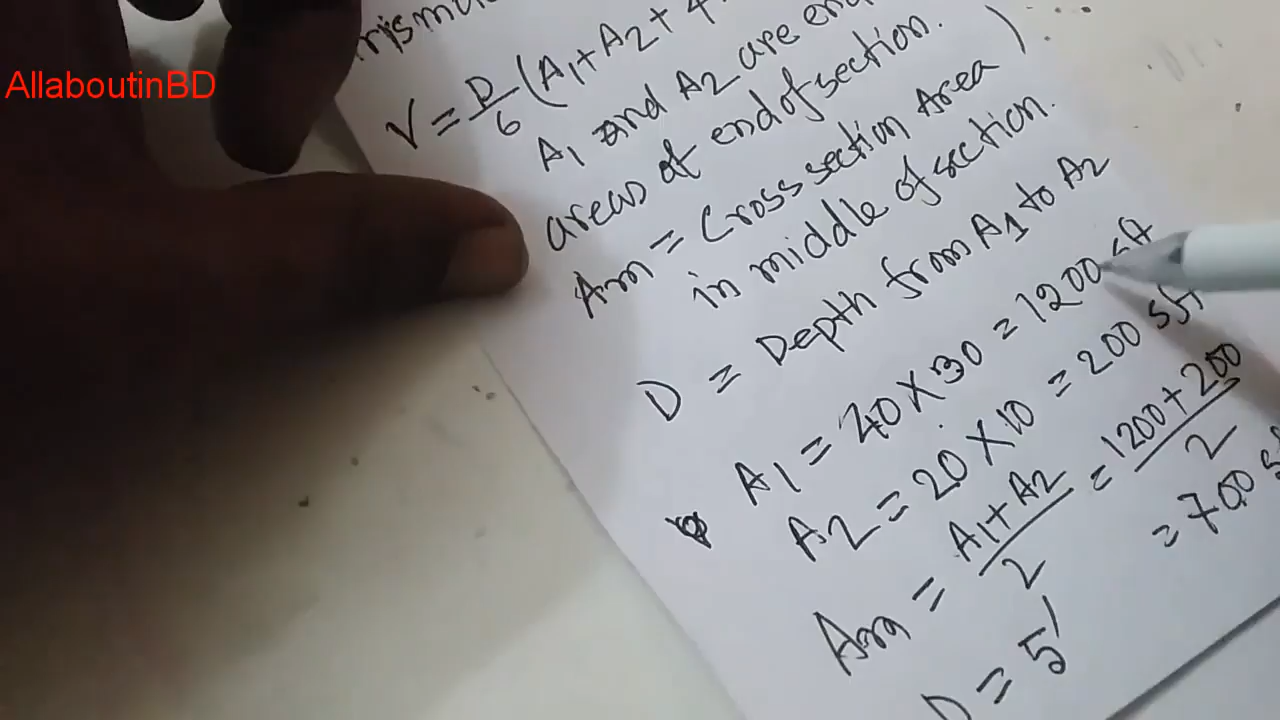 AllaboutinBD
V = D/6 (A1 + A2 + 4
A1 and A2 are
areas of end of section.
Am = Cross section Area )
in middle of section.
D = Depth from A1 to A2
A1 = 40 X 30 = 1200 sft
A2 = 20 X 10 = 200 sft
Am = A1 + A2 / 2 = 1200 + 200 / 2
= 700
D = 5'